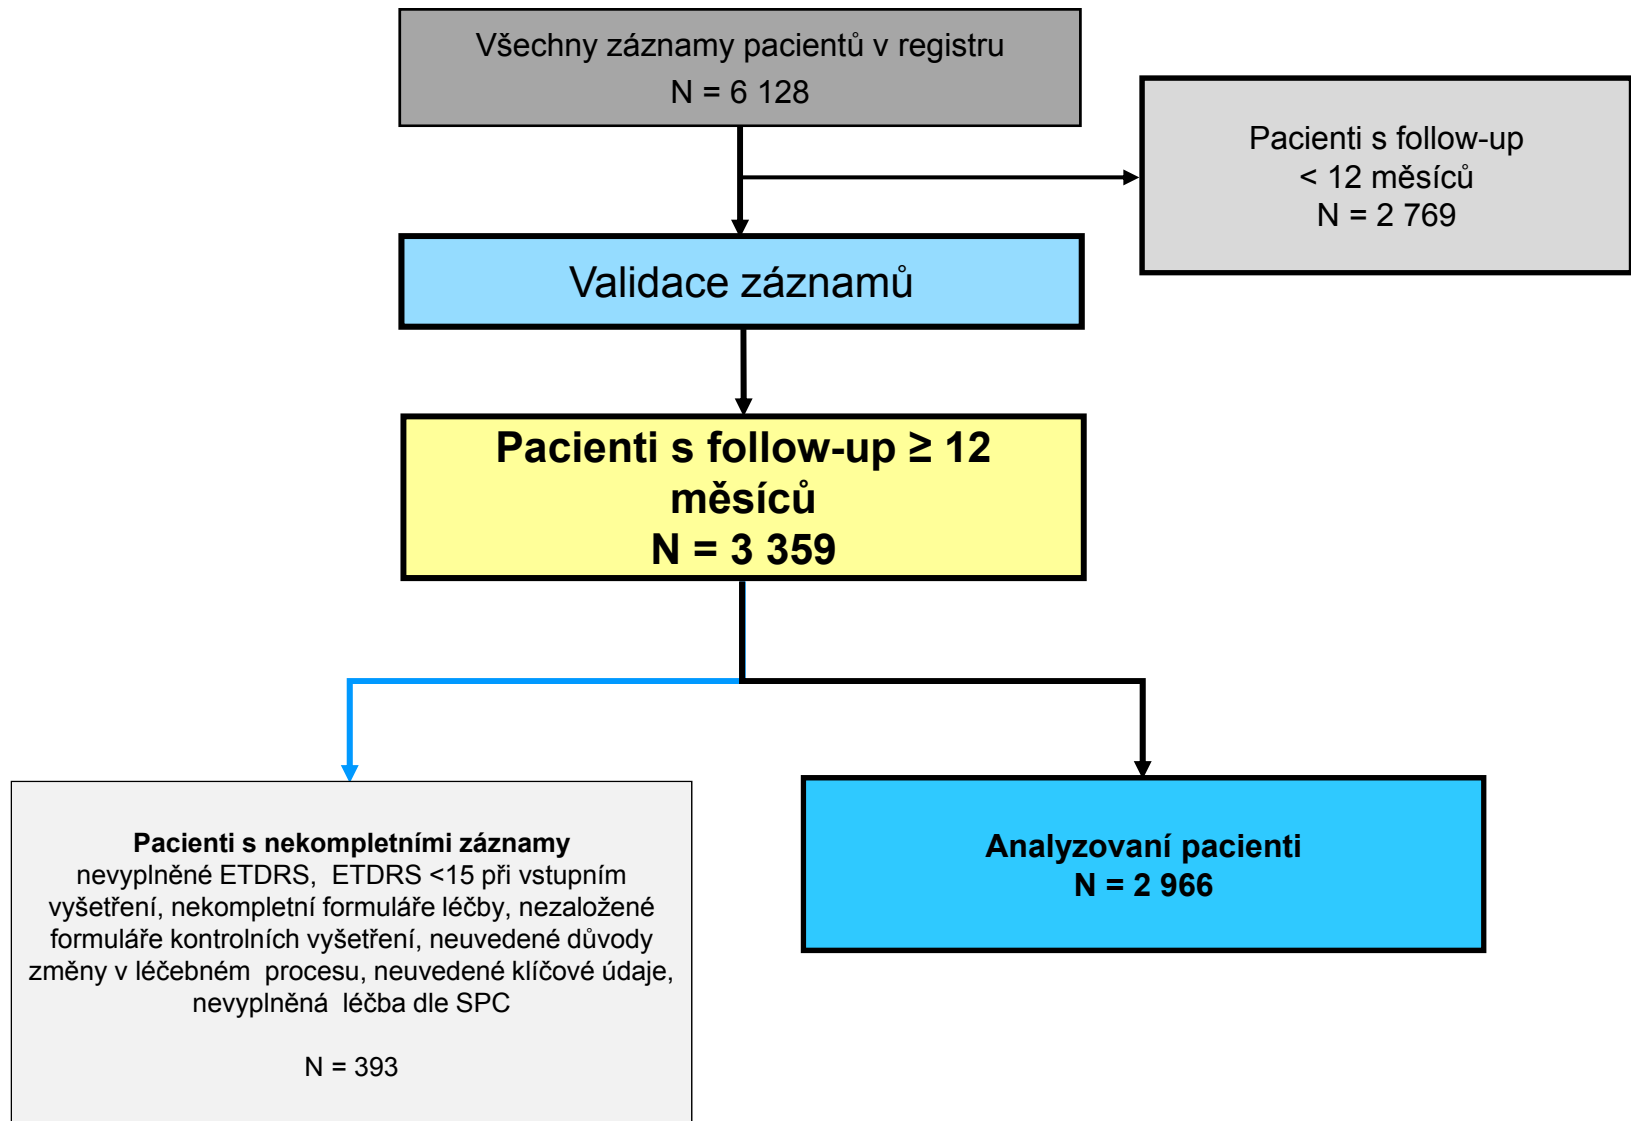 Všechny záznamy pacientů v registru
N = 6 128
Pacienti s follow-up
< 12 měsíců
N = 2 769
Validace záznamů
Pacienti s follow-up ≥ 12
měsíců
N = 3 359
Pacienti s nekompletními záznamy
nevyplněné ETDRS, ETDRS <15 při vstupním
vyšetření, nekompletní formuláře léčby, nezaložené
formuláře kontrolních vyšetření, neuvedené důvody
změny v léčebném procesu, neuvedené klíčové údaje,
nevyplněná léčba dle SPC
N = 393
Analyzovaní pacienti
N = 2 966